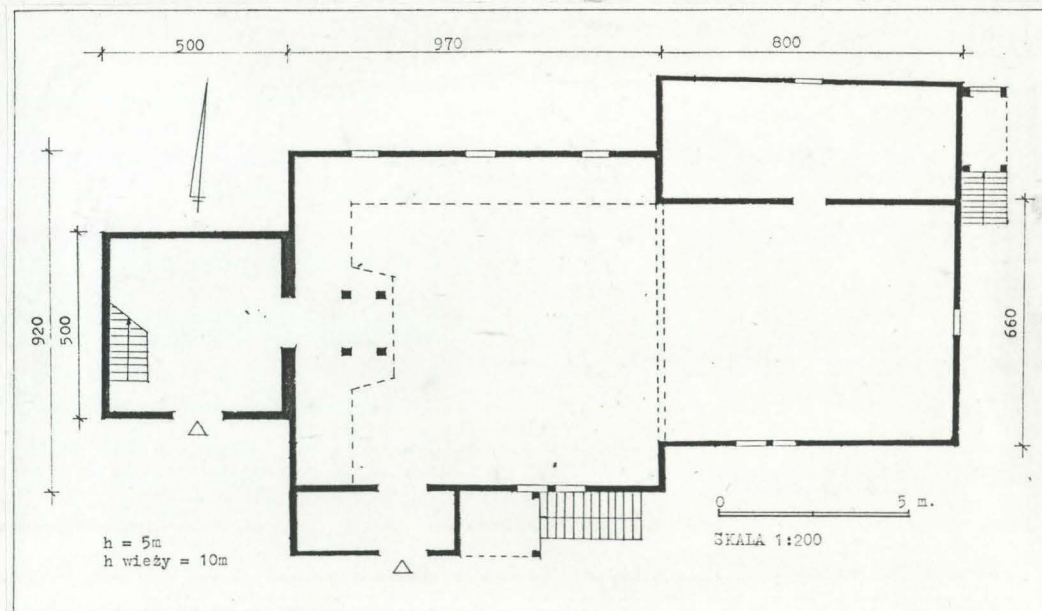 500 970 800
920
500
660
0 5 m.
SKALA 1:200
h = 5m
h wieży = 10m